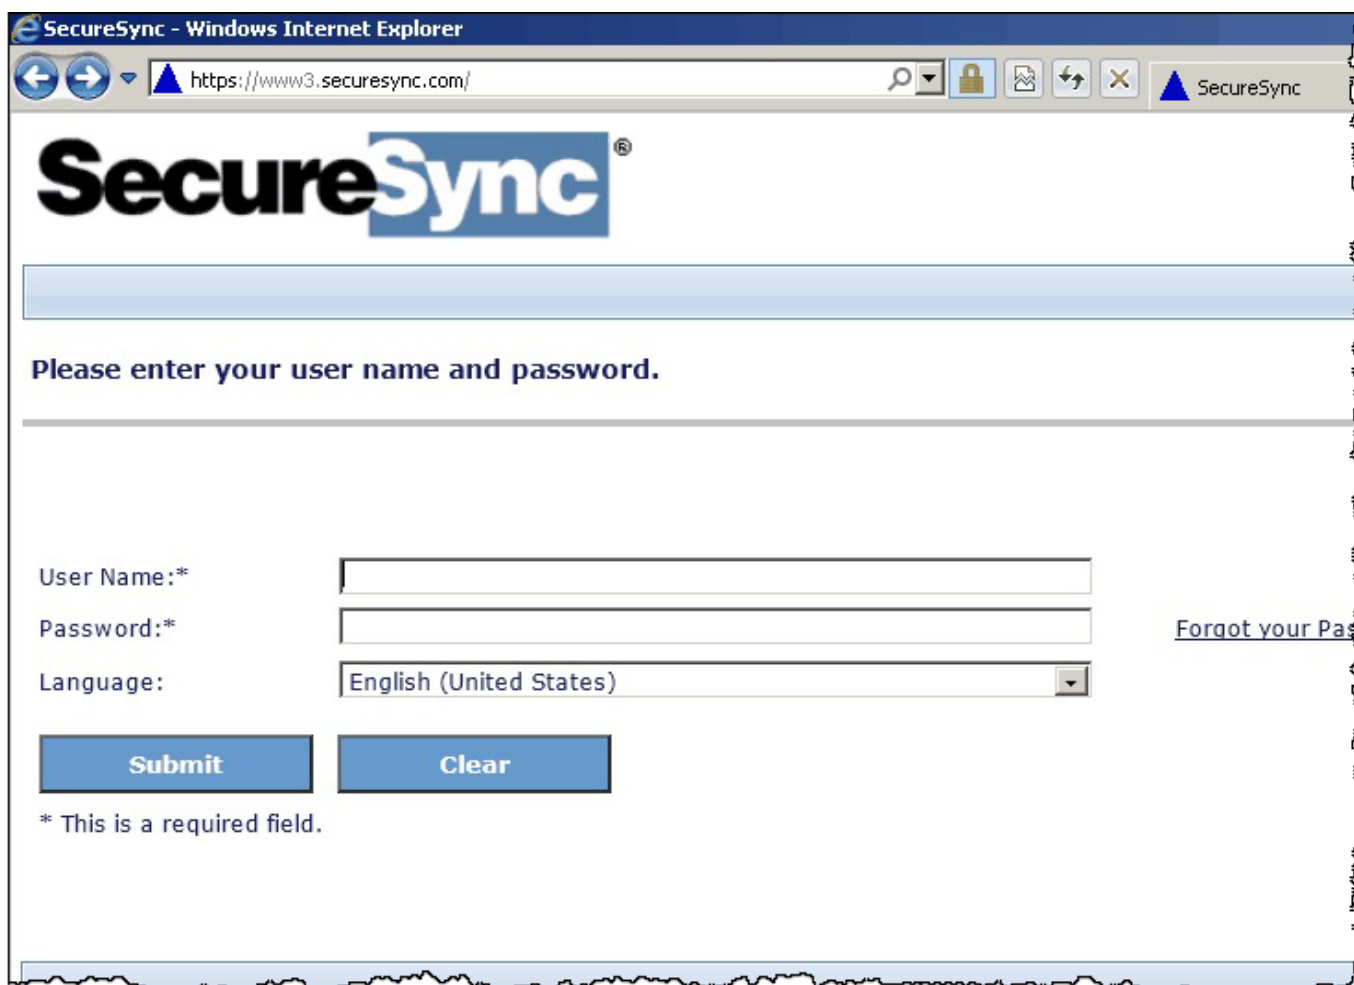 SecureSync - Windows Internet Explorer
https://www3.securesync.com/
SecureSync
SecureSync®
Please enter your user name and password.
User Name:*
Password:*
Forgot your
Language:
English (United States)
Submit
Clear
* This is a required field.